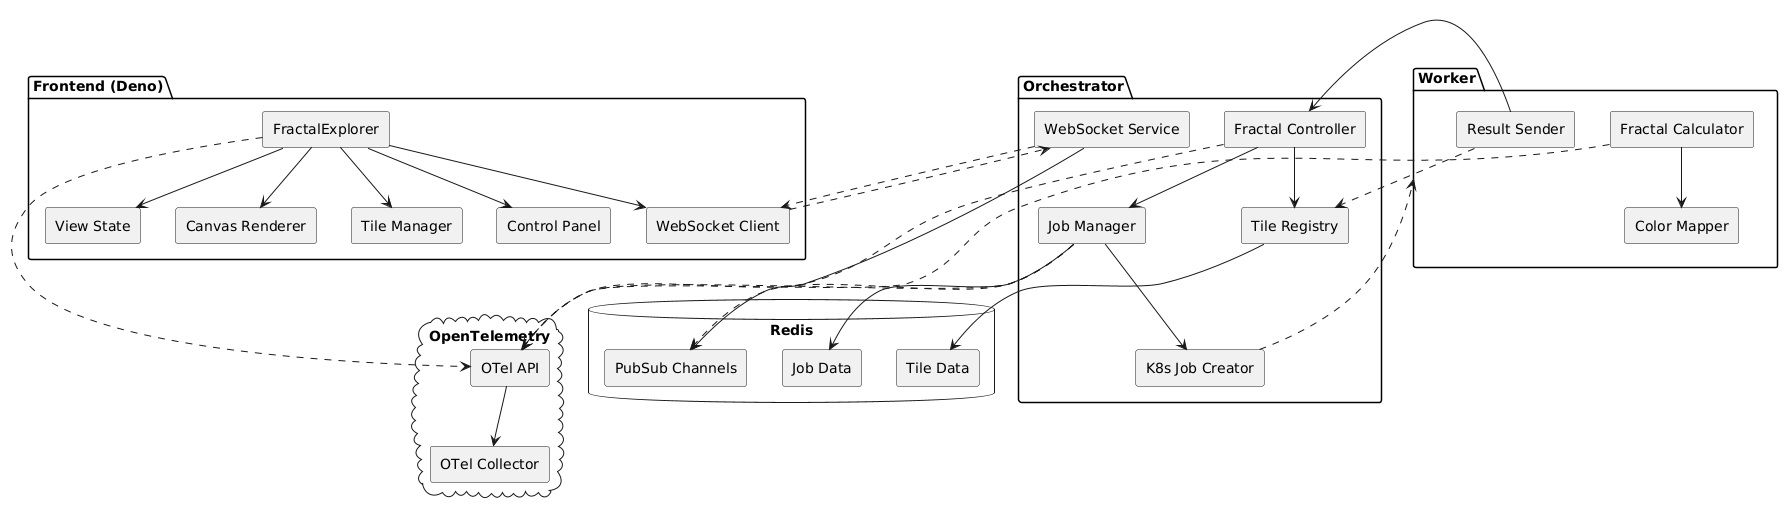 Frontend (Deno)
FractalExplorer
View State
Canvas Renderer
Tile Manager
Control Panel
WebSocket Client
Orchestrator
WebSocket Service
Fractal Controller
Job Manager
Tile Registry
K8s Job Creator
Worker
Result Sender
Fractal Calculator
Color Mapper
OpenTelemetry
OTel API
OTel Collector
Redis
PubSub Channels
Job Data
Tile Data